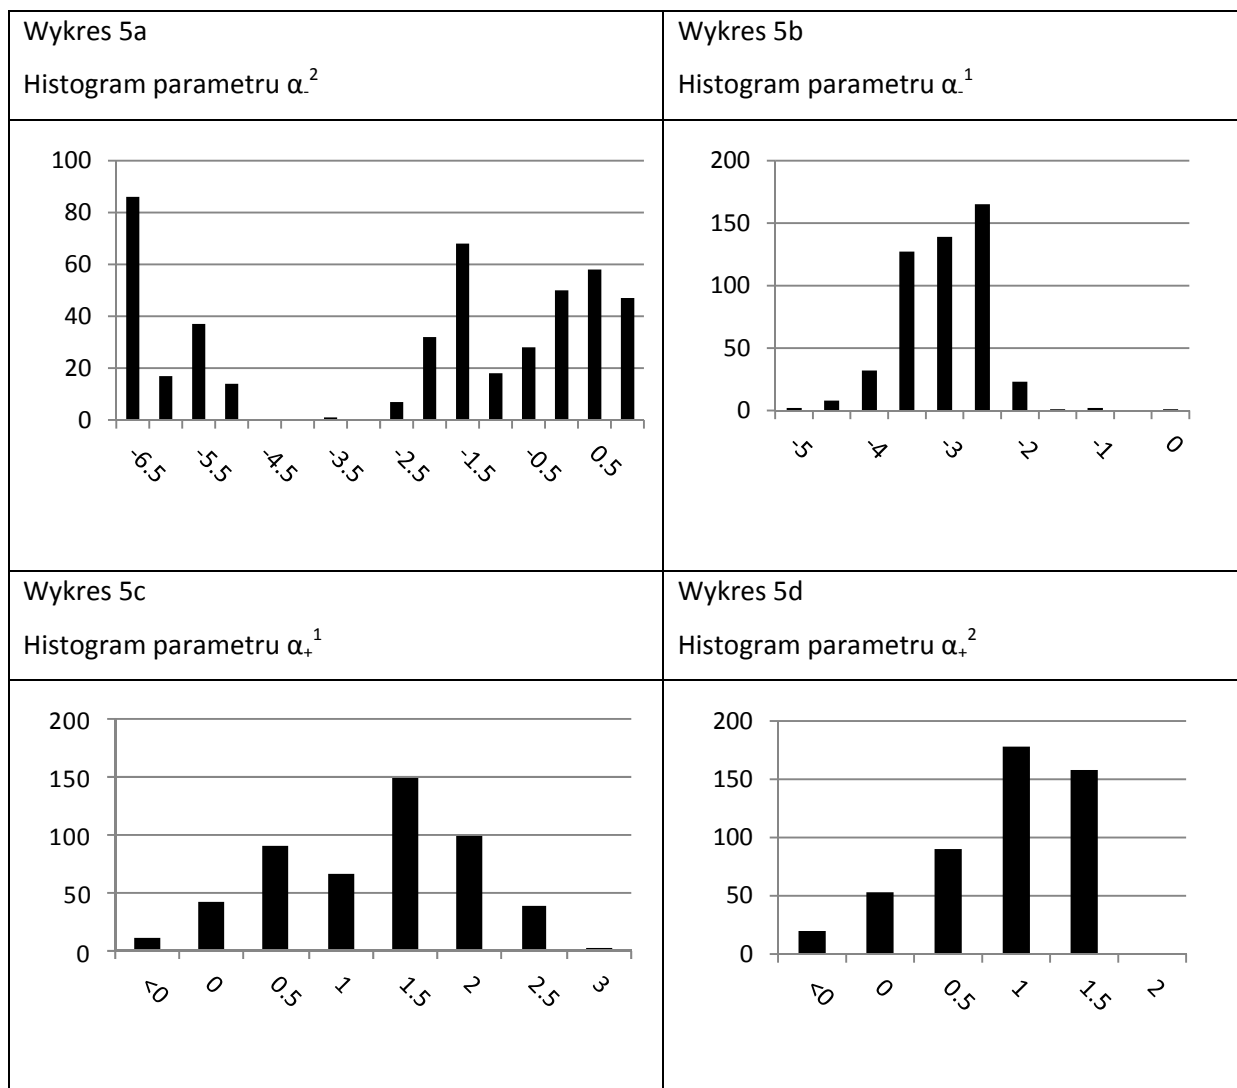 Wykres 5a
Histogram parametru α₋²
100
80
60
40
20
0
-6.5 -5.5 -4.5 -3.5 -2.5 -1.5 -0.5 0.5
Wykres 5b
Histogram parametru α₋¹
200
150
100
50
0
-5 -4 -3 -2 -1 0
Wykres 5c
Histogram parametru α₊¹
200
150
100
50
0
<0 0 0.5 1 1.5 2 2.5 3
Wykres 5d
Histogram parametru α₊²
200
150
100
50
0
<0 0 0.5 1 1.5 2